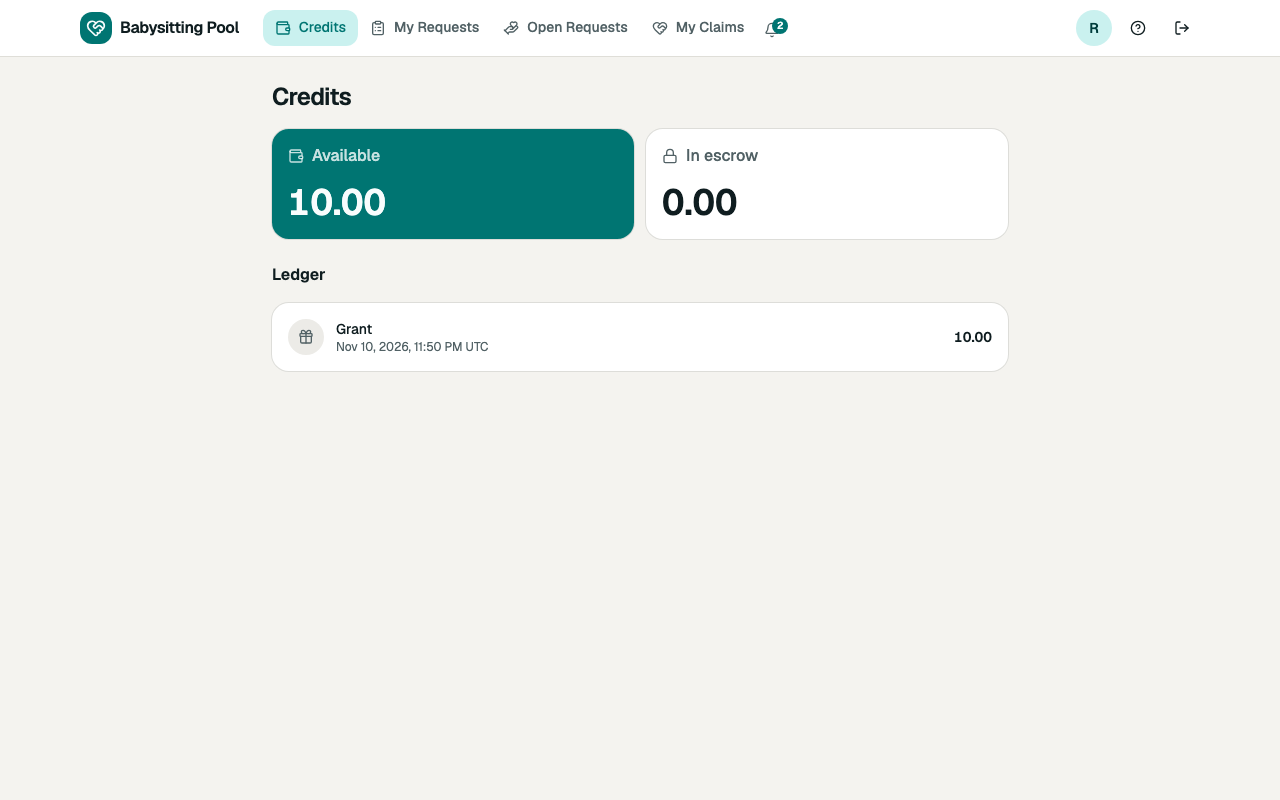 Babysitting Pool
Credits
My Requests
Open Requests
My Claims
2
R
Credits
Available
10.00
In escrow
0.00
Ledger
Grant
Nov 10, 2026, 11:50 PM UTC
10.00